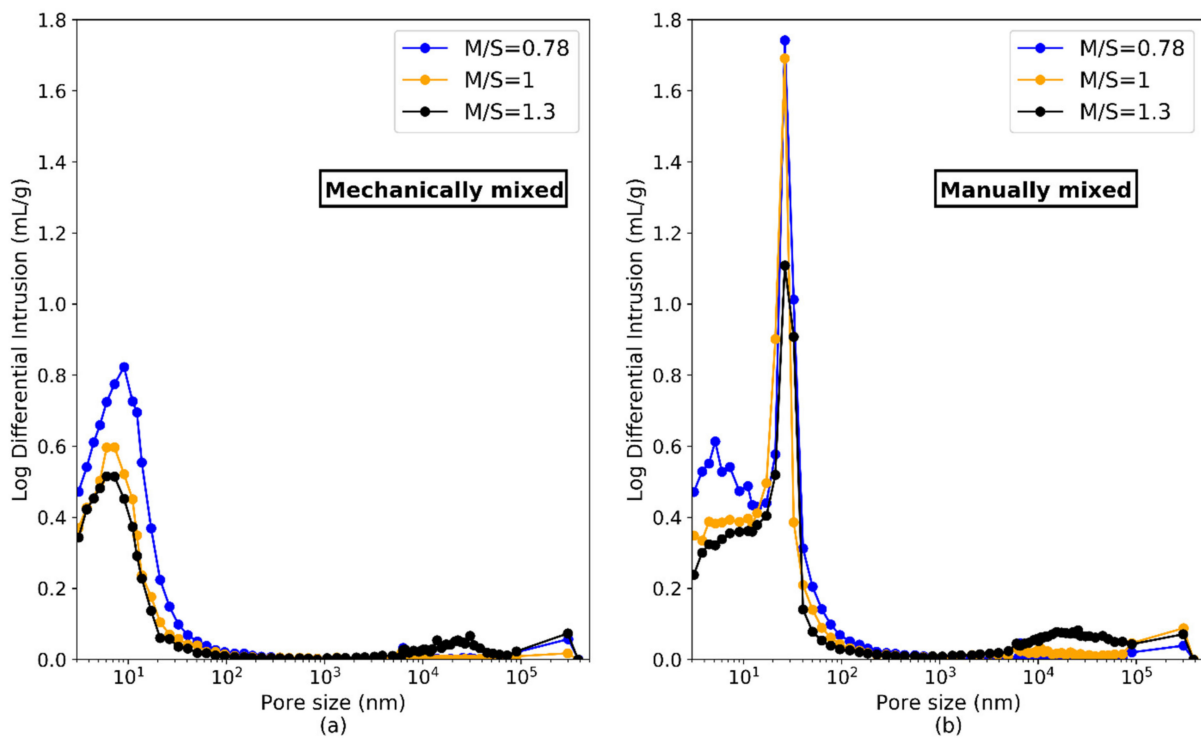 1.8
1.6
1.4
1.2
1.0
0.8
0.6
0.4
0.2
0.0
Log Differential Intrusion (mL/g)
M/S=0.78
M/S=1
M/S=1.3
Mechanically mixed
10¹
10²
10³
10⁴
10⁵
Pore size (nm)
(a)
1.8
1.6
1.4
1.2
1.0
0.8
0.6
0.4
0.2
0.0
Log Differential Intrusion (mL/g)
M/S=0.78
M/S=1
M/S=1.3
Manually mixed
10¹
10²
10³
10⁴
10⁵
Pore size (nm)
(b)